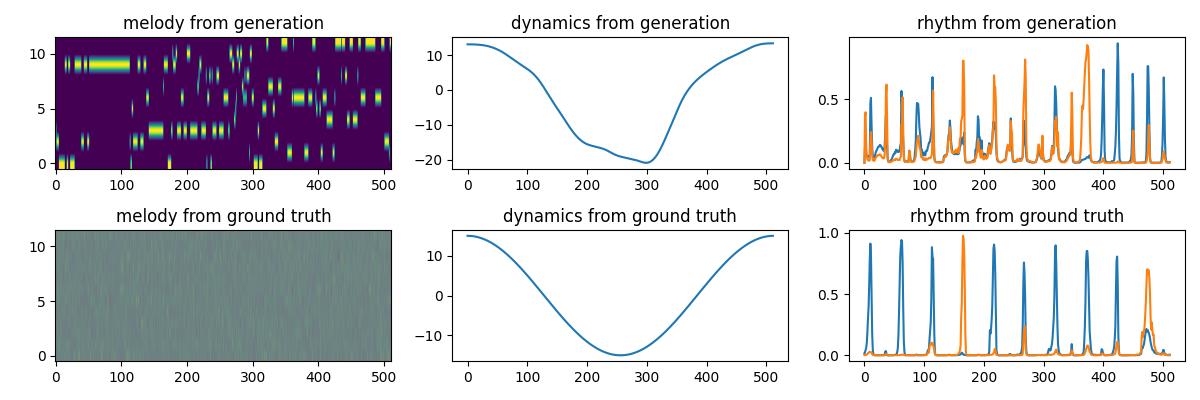 melody from generation
10
5
0
0 100 200 300 400 500
dynamics from generation
10
0
−10
−20
0 100 200 300 400 500
rhythm from generation
0.5
0.0
0 100 200 300 400 500
melody from ground truth
10
5
0
0 100 200 300 400 500
dynamics from ground truth
10
0
−10
0 100 200 300 400 500
rhythm from ground truth
1.0
0.5
0.0
0 100 200 300 400 500